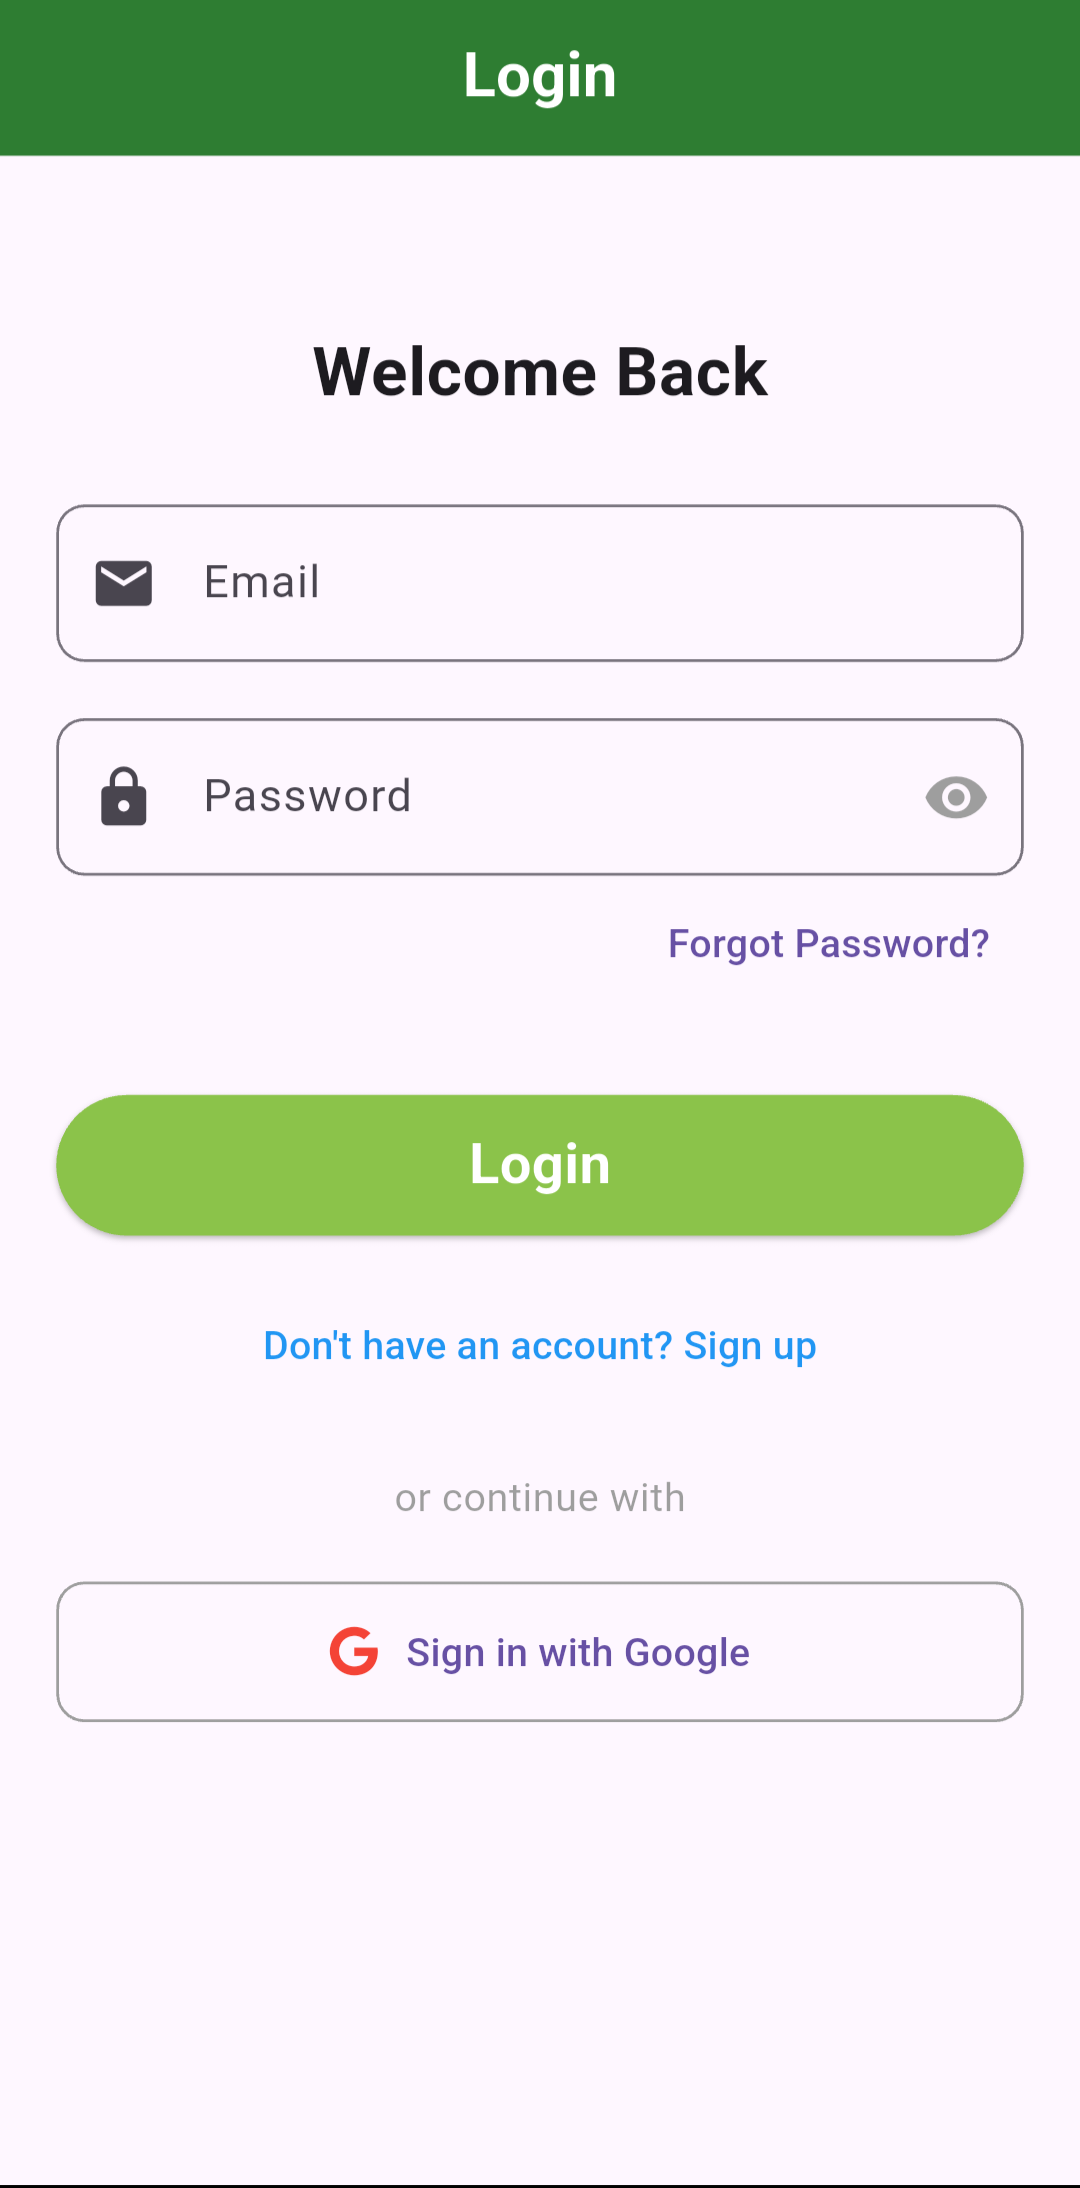 Login
Welcome Back
Email
Password
Forgot Password?
Login
Don't have an account? Sign up
or continue with
Sign in with Google